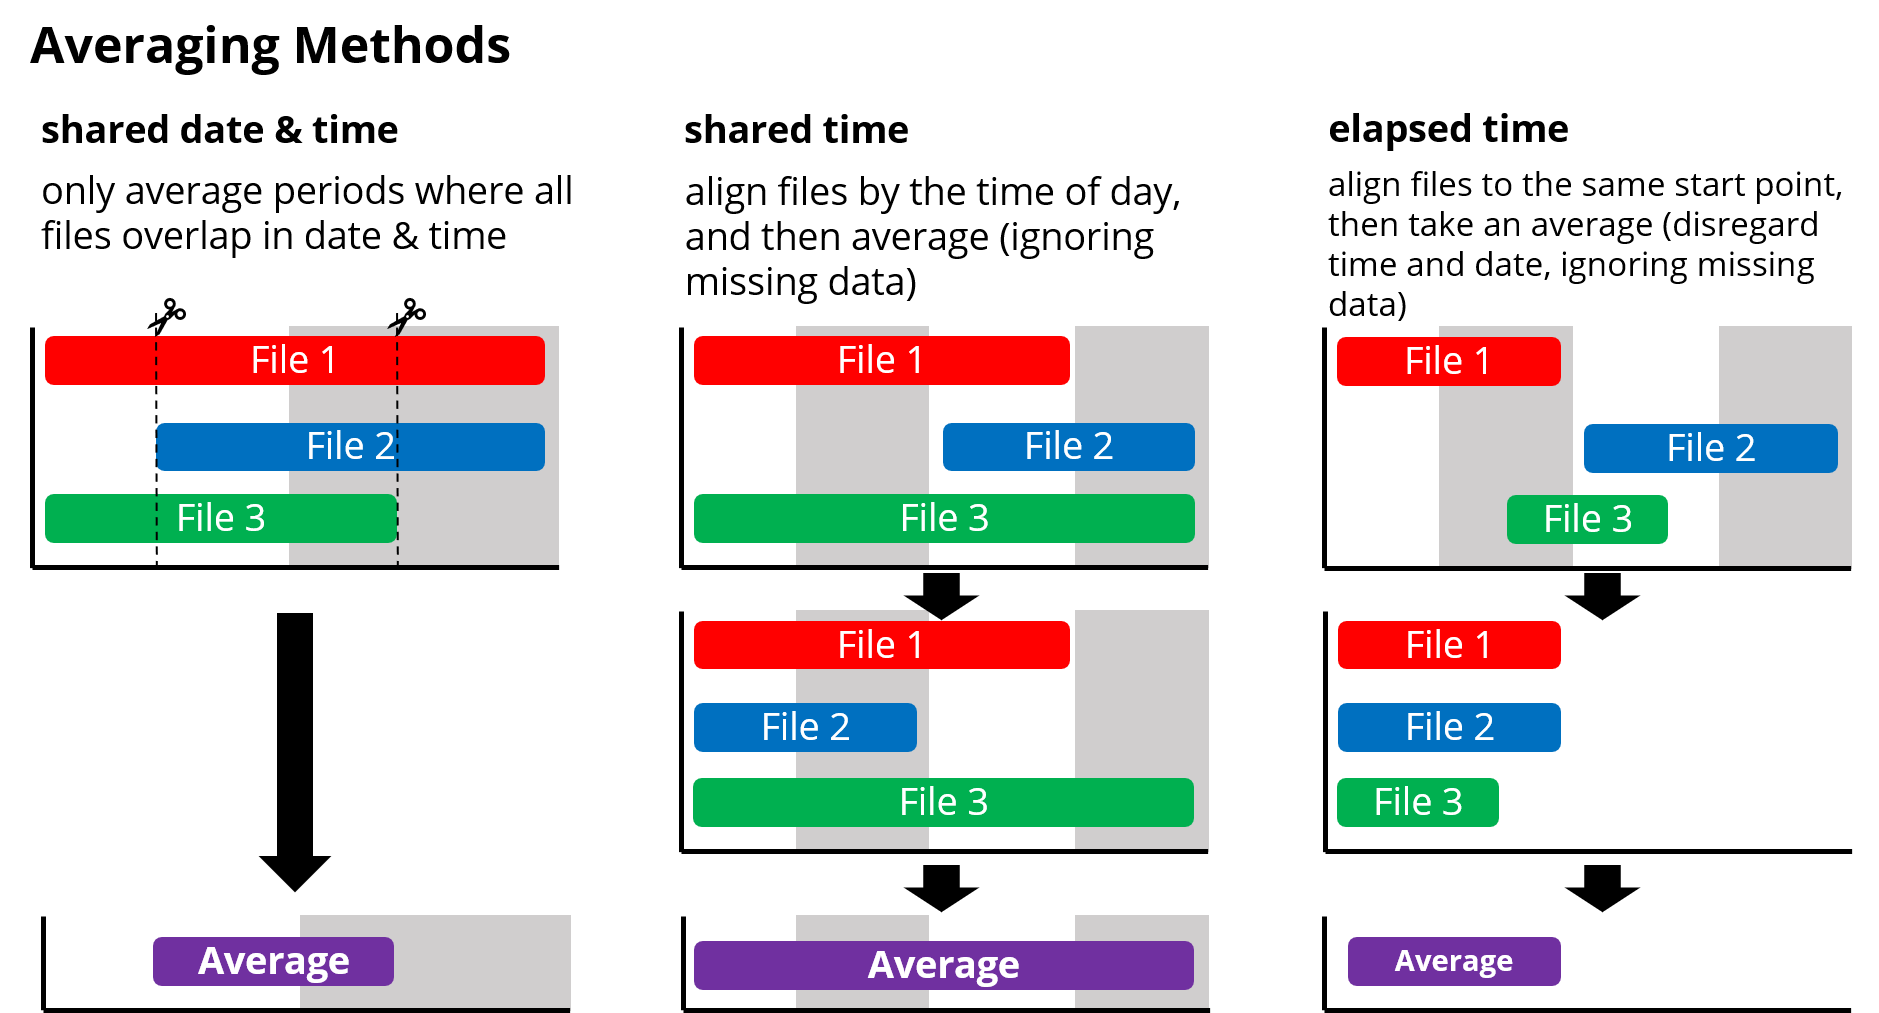 Averaging Methods
shared date & time
only average periods where all
files overlap in date & time
File 1
File 2
File 3
Average
shared time
align files by the time of day,
and then average (ignoring
missing data)
File 1
File 2
File 3
File 1
File 2
File 3
Average
elapsed time
align files to the same start point,
then take an average (disregard
time and date, ignoring missing
data)
File 1
File 2
File 3
File 1
File 2
File 3
Average